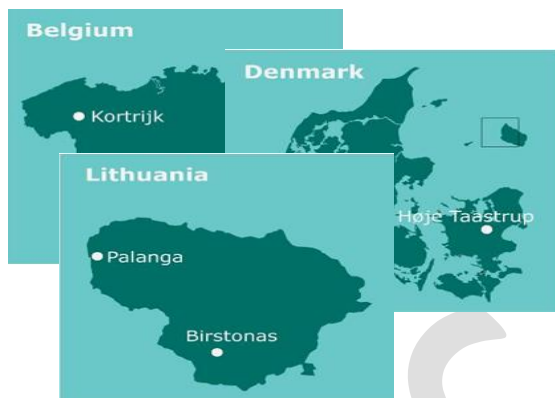 Belgium
Kortrijk
Denmark
Høje Taastrup
Lithuania
Palanga
Birstonas